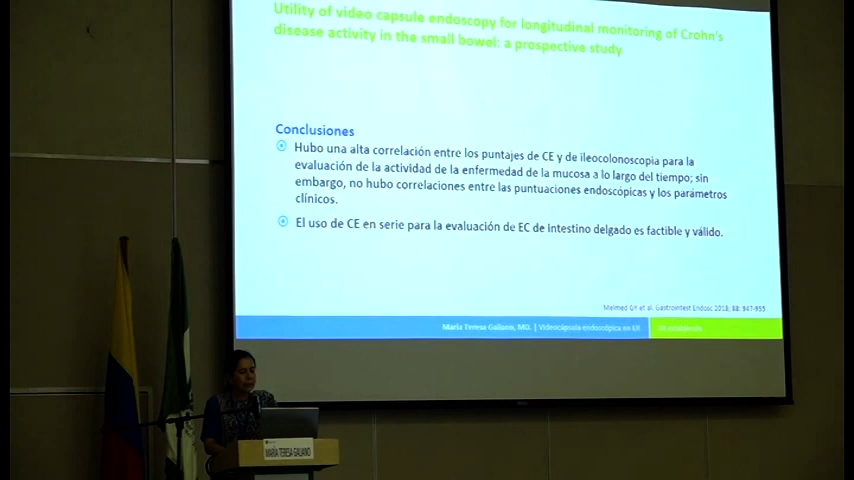 Utility of video capsule endoscopy for longitudinal monitoring of Crohn's
disease activity in the small bowel: a prospective study
Conclusiones
Hubo una alta correlación entre los puntajes de CE y de ileocolonoscopia para la
evaluación de la actividad de la enfermedad de la mucosa a lo largo del tiempo; sin
embargo, no hubo correlaciones entre las puntuaciones endoscópicas y los parámetros
clínicos.
El uso de CE en serie para la evaluación de EC de Intestino delgado es factible y válido.
Melmed GY et al. Gastrointest Endosc 2018; 88: 947-955
María Teresa Galiano, MD. | Videocápsula endoscópica en EII
MARÍA TERESA GALIANO